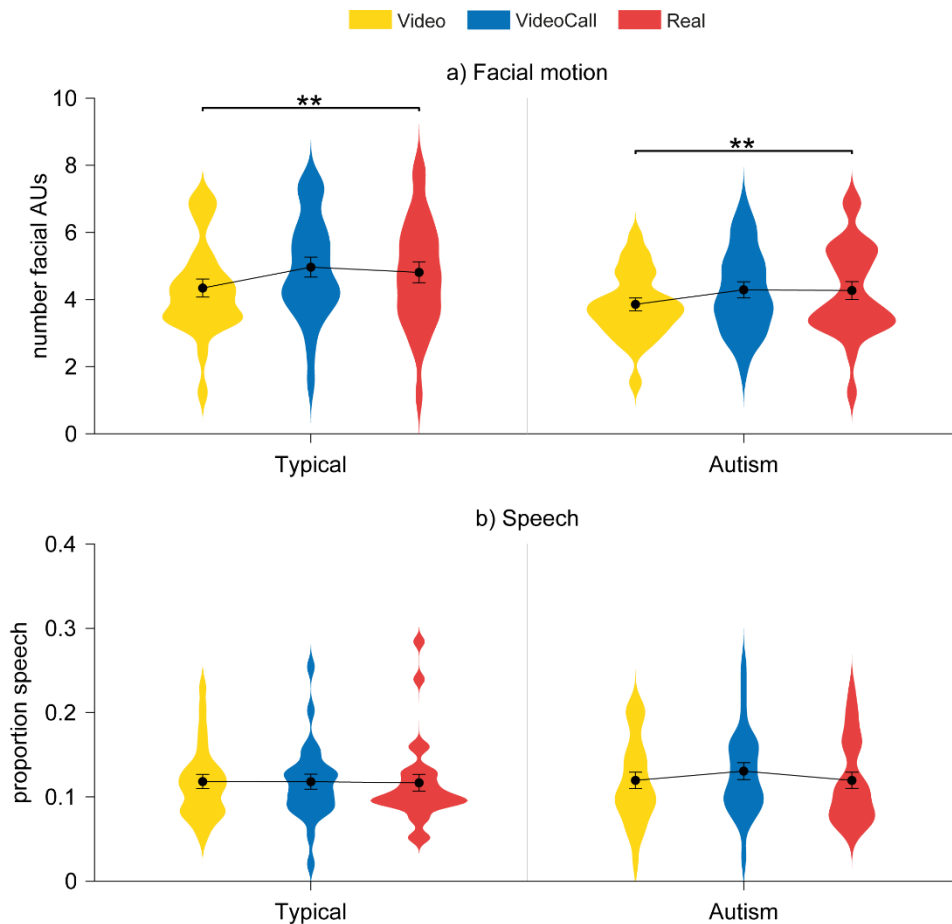 Video VideoCall Real
a) Facial motion
number facial AUs
10
8
6
4
2
0
**
**
Typical Autism
b) Speech
proportion speech
0.4
0.3
0.2
0.1
0
Typical Autism